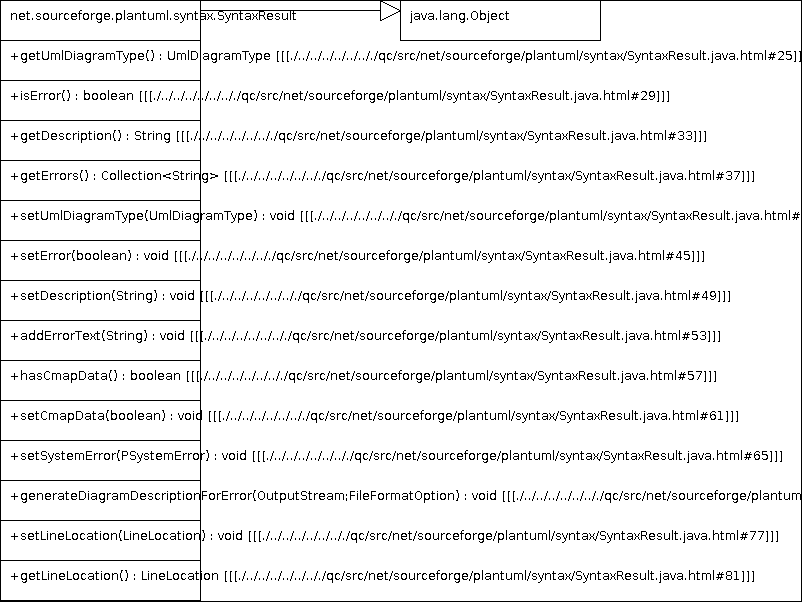 net.sourceforge.plantuml.syntax.SyntaxResult
java.lang.Object
+getUmlDiagramType() : UmlDiagramType [[[./../../../../../../qc/src/net/sourceforge/plantuml/syntax/SyntaxResult.java.html#25]]
+isError() : boolean [[[./../../../../../../qc/src/net/sourceforge/plantuml/syntax/SyntaxResult.java.html#29]]]
+getDescription() : String [[[./../../../../../../qc/src/net/sourceforge/plantuml/syntax/SyntaxResult.java.html#33]]]
+getErrors() : Collection<String> [[[./../../../../../../qc/src/net/sourceforge/plantuml/syntax/SyntaxResult.java.html#37]]]
+setUmlDiagramType(UmlDiagramType) : void [[[./../../../../../../qc/src/net/sourceforge/plantuml/syntax/SyntaxResult.java.html#
+setError(boolean) : void [[[./../../../../../../qc/src/net/sourceforge/plantuml/syntax/SyntaxResult.java.html#45]]]
+setDescription(String) : void [[[./../../../../../../qc/src/net/sourceforge/plantuml/syntax/SyntaxResult.java.html#49]]]
+addErrorText(String) : void [[[./../../../../../../qc/src/net/sourceforge/plantuml/syntax/SyntaxResult.java.html#53]]]
+hasCmapData() : boolean [[[./../../../../../../qc/src/net/sourceforge/plantuml/syntax/SyntaxResult.java.html#57]]]
+setCmapData(boolean) : void [[[./../../../../../../qc/src/net/sourceforge/plantuml/syntax/SyntaxResult.java.html#61]]]
+setSystemError(PSystemError) : void [[[./../../../../../../qc/src/net/sourceforge/plantuml/syntax/SyntaxResult.java.html#65]]]
+generateDiagramDescriptionForError(OutputStream;FileFormatOption) : void [[[./../../../../../../qc/src/net/sourceforge/plantum
+setLineLocation(LineLocation) : void [[[./../../../../../../qc/src/net/sourceforge/plantuml/syntax/SyntaxResult.java.html#77]]]
+getLineLocation() : LineLocation [[[./../../../../../../qc/src/net/sourceforge/plantuml/syntax/SyntaxResult.java.html#81]]]